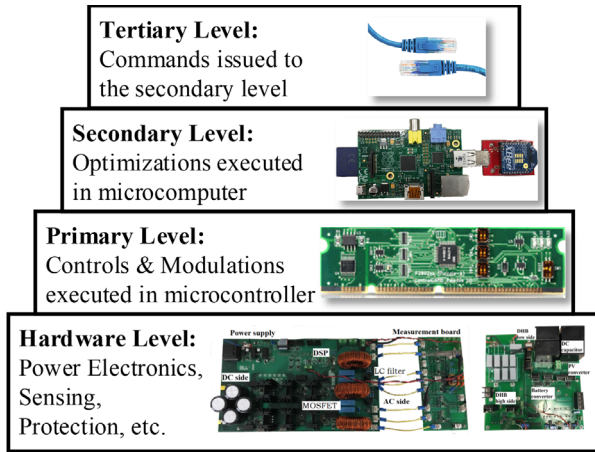 Tertiary Level:
Commands issued to
the secondary level
Secondary Level:
Optimizations executed
in microcomputer
Primary Level:
Controls & Modulations
executed in microcontroller
Hardware Level:
Power Electronics,
Sensing,
Protection, etc.
Power supply
Measurement board
DSP
DC side
LC filter
MOSFET
AC side
DHB
low side
DC
capacitor
PV
converter
Battery
converter
DHB
high side